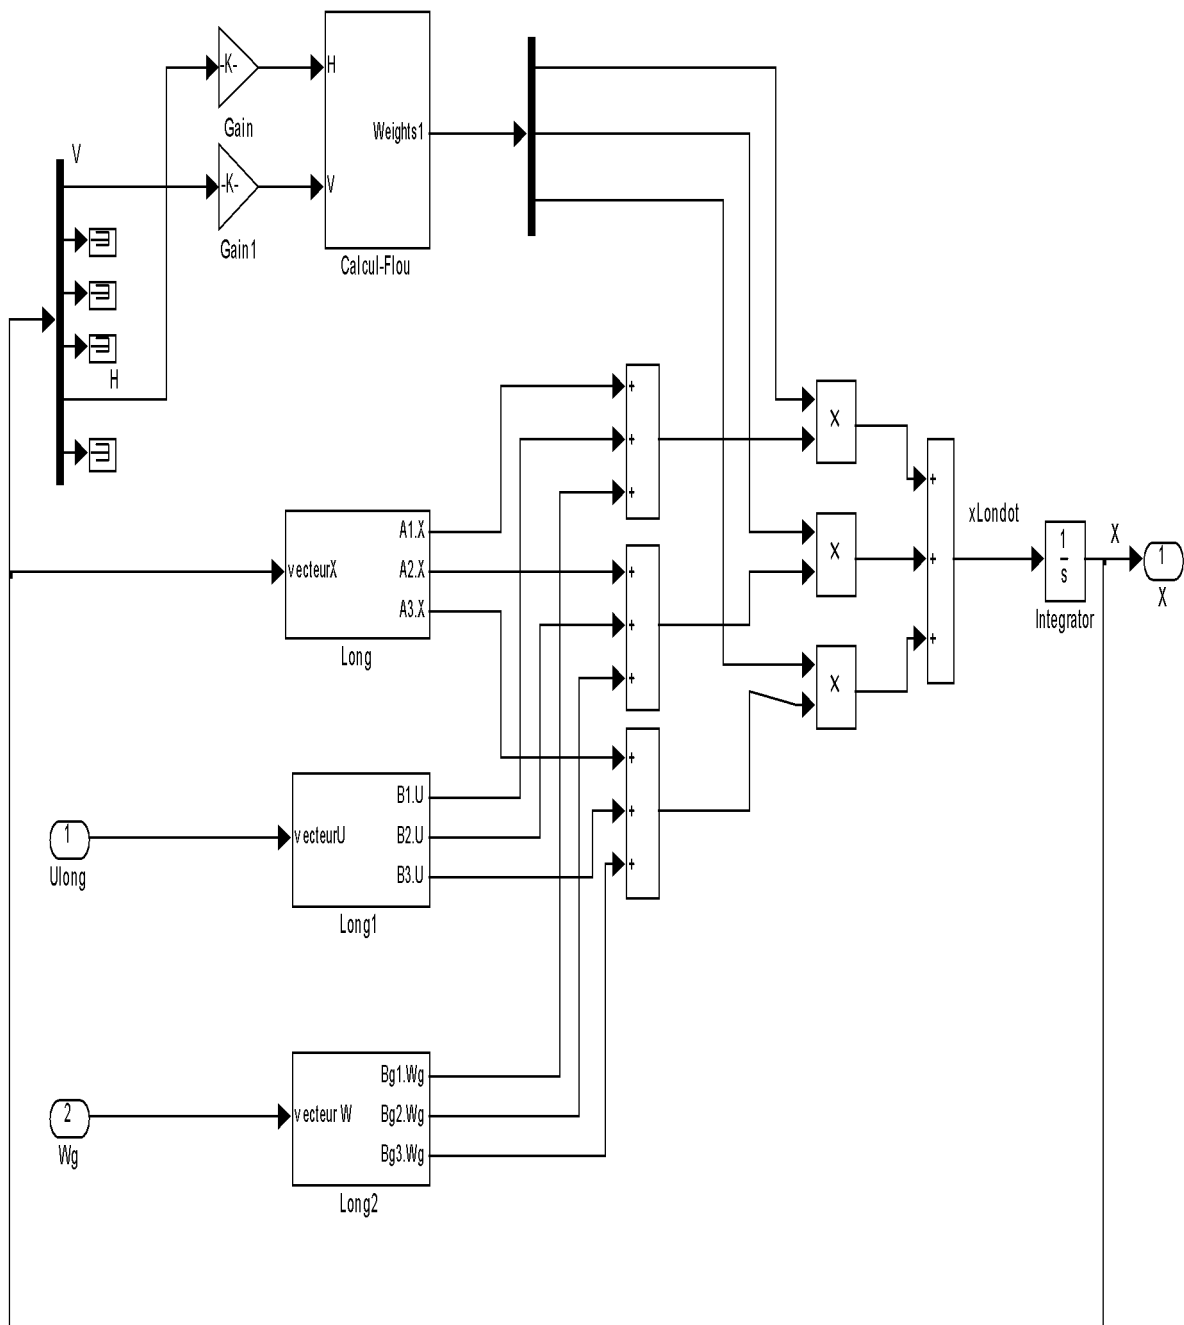 -K-
Gain
H
Weights1
V
Calcul-Flou
V
-K-
Gain1
H
+
+
+
X
vecteurX
A1.X
A2.X
A3.X
Long
+
+
+
X
+
+
+
X
+
+
+
xLondot
1
s
Integrator
X
1
X
1
Ulong
vecteurU
B1.U
B2.U
B3.U
Long1
2
Wg
vecteur W
Bg1.Wg
Bg2.Wg
Bg3.Wg
Long2